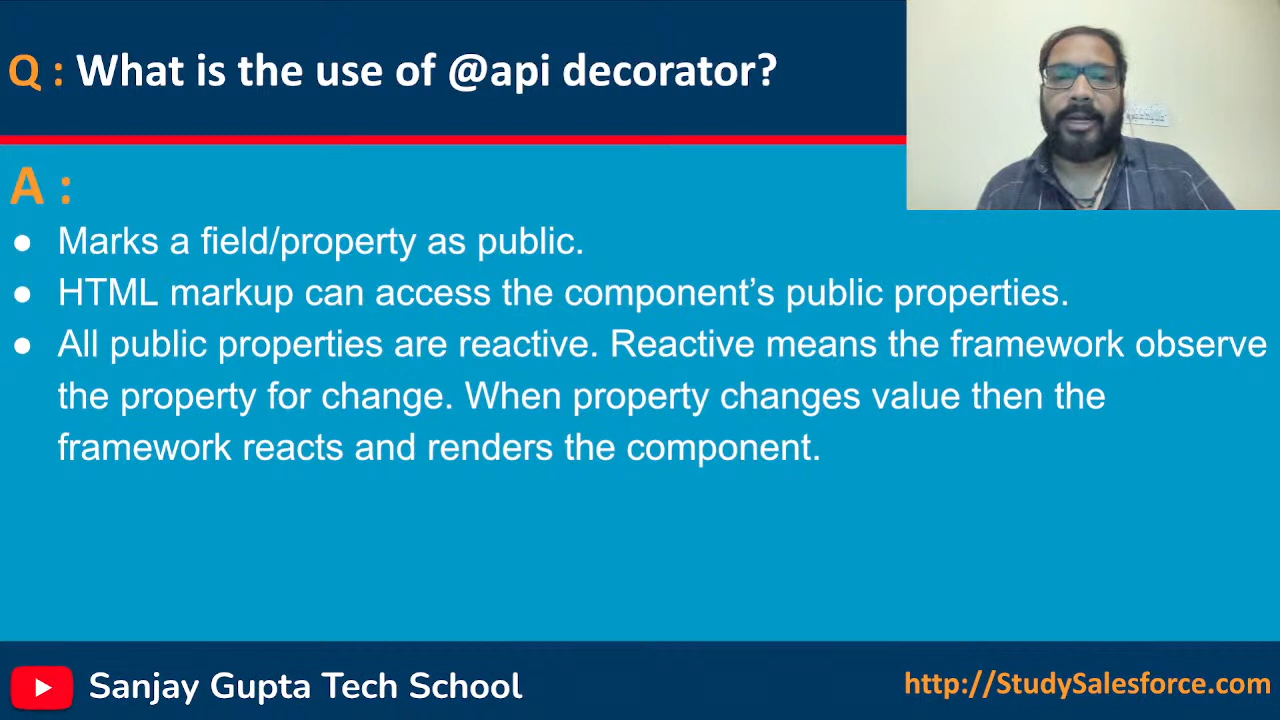 Q : What is the use of @api decorator?
A :
● Marks a field/property as public.
● HTML markup can access the component’s public properties.
● All public properties are reactive. Reactive means the framework observe
the property for change. When property changes value then the
framework reacts and renders the component.
Sanjay Gupta Tech School
http://StudySalesforce.com